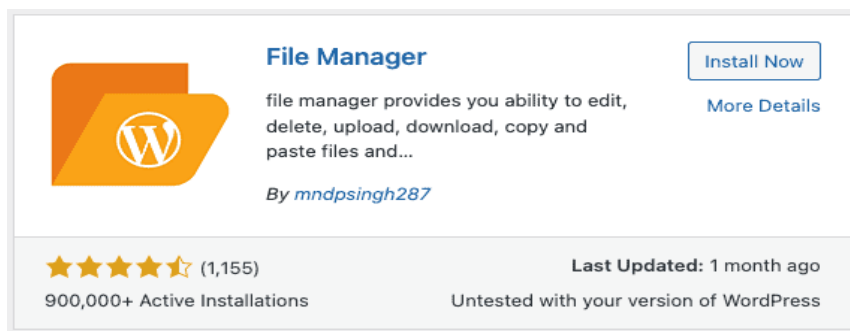 File Manager
Install Now
file manager provides you ability to edit,
More Details
delete, upload, download, copy and
paste files and...
By mndpsingh287
(1,155)
Last Updated: 1 month ago
900,000+ Active Installations
Untested with your version of WordPress